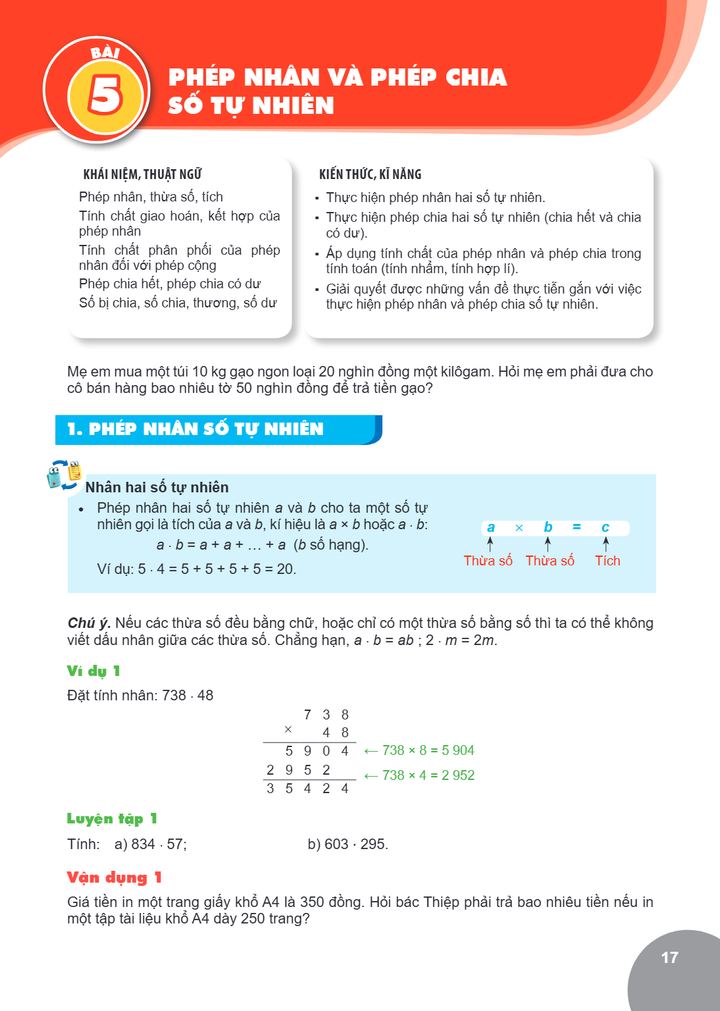 BÀI
5
PHÉP NHÂN VÀ PHÉP CHIA
SỐ TỰ NHIÊN
KHÁI NIỆM, THUẬT NGỮ
Phép nhân, thừa số, tích
Tính chất giao hoán, kết hợp của
phép nhân
Tính chất phân phối của phép
nhân đối với phép cộng
Phép chia hết, phép chia có dư
Số bị chia, số chia, thương, số dư
KIẾN THỨC, KĨ NĂNG
▪ Thực hiện phép nhân hai số tự nhiên.
▪ Thực hiện phép chia hai số tự nhiên (chia hết và chia
có dư).
▪ Áp dụng tính chất của phép nhân và phép chia trong
tính toán (tính nhẩm, tính hợp lí).
▪ Giải quyết được những vấn đề thực tiễn gắn với việc
thực hiện phép nhân và phép chia số tự nhiên.
Mẹ em mua một túi 10 kg gạo ngon loại 20 nghìn đồng một kilôgam. Hỏi mẹ em phải đưa cho
cô bán hàng bao nhiêu tờ 50 nghìn đồng để trả tiền gạo?
1. PHÉP NHÂN SỐ TỰ NHIÊN
Nhân hai số tự nhiên
• Phép nhân hai số tự nhiên a và b cho ta một số tự
nhiên gọi là tích của a và b, kí hiệu là a × b hoặc a · b:
a · b = a + a + … + a (b số hạng).
Ví dụ: 5 · 4 = 5 + 5 + 5 + 5 = 20.
a × b = c
Thừa số Thừa số Tích
Chú ý. Nếu các thừa số đều bằng chữ, hoặc chỉ có một thừa số bằng số thì ta có thể không
viết dấu nhân giữa các thừa số. Chẳng hạn, a · b = ab ; 2 · m = 2m.
Ví dụ 1
Đặt tính nhân: 738 · 48
7 3 8
× 4 8
5 9 0 4 ← 738 × 8 = 5 904
2 9 5 2 ← 738 × 4 = 2 952
3 5 4 2 4
Luyện tập 1
Tính: a) 834 · 57; b) 603 · 295.
Vận dụng 1
Giá tiền in một trang giấy khổ A4 là 350 đồng. Hỏi bác Thiệp phải trả bao nhiêu tiền nếu in
một tập tài liệu khổ A4 dày 250 trang?
17